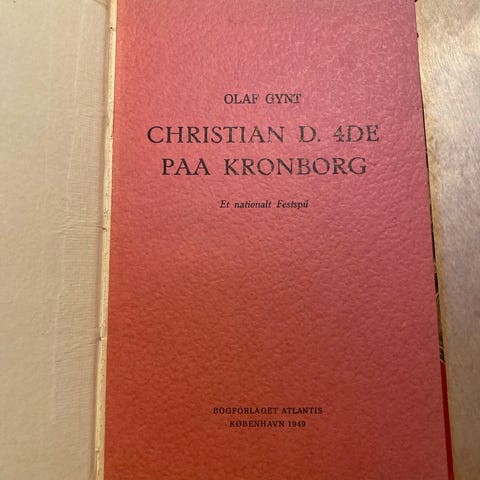 OLAF GYNT
CHRISTIAN D. 4DE
PAA KRONBORG
Et nationalt Festspil
BOGFORLAGET ATLANTIS
KØBENHAVN 1949